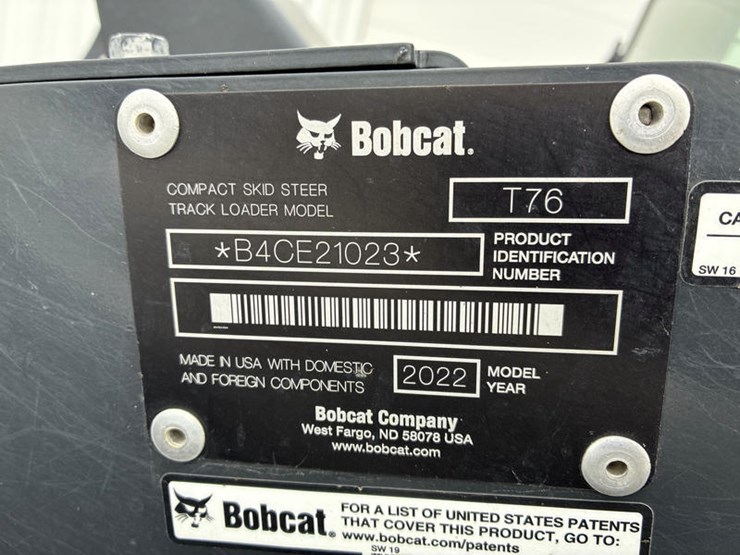 Bobcat.
COMPACT SKID STEER
TRACK LOADER MODEL
T76
*B4CE21023*
PRODUCT
IDENTIFICATION
NUMBER
MADE IN USA WITH DOMESTIC
AND FOREIGN COMPONENTS
2022
MODEL
YEAR
Bobcat Company
West Fargo, ND 58078 USA
www.bobcat.com
CA
SW 16
Bobcat.
FOR A LIST OF UNITED STATES PATENTS
THAT COVER THIS PRODUCT, GO TO:
www.bobcat.com/patents
SW 19